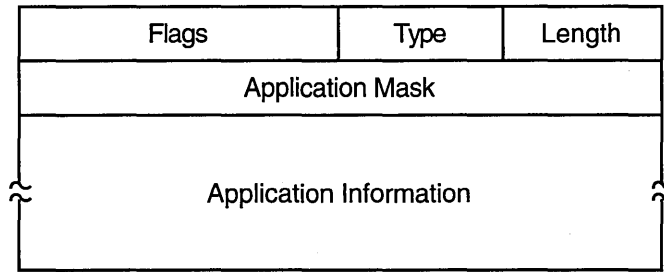 Flags Type Length
Application Mask
Application Information